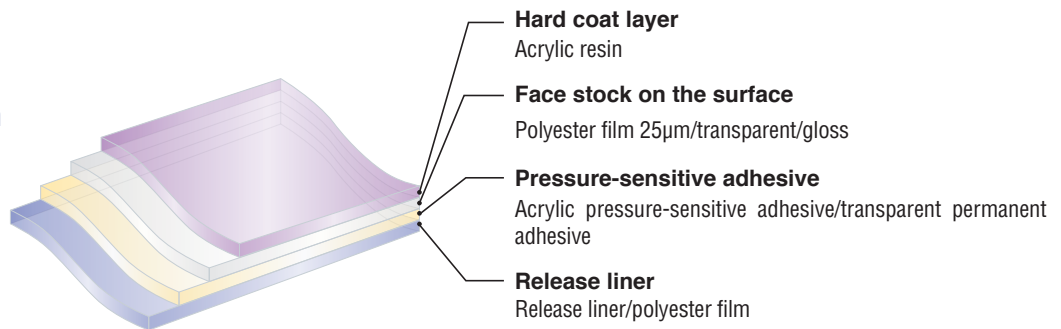 Hard coat layer
Acrylic resin
Face stock on the surface
Polyester film 25μm/transparent/gloss
Pressure-sensitive adhesive
Acrylic pressure-sensitive adhesive/transparent permanent
adhesive
Release liner
Release liner/polyester film